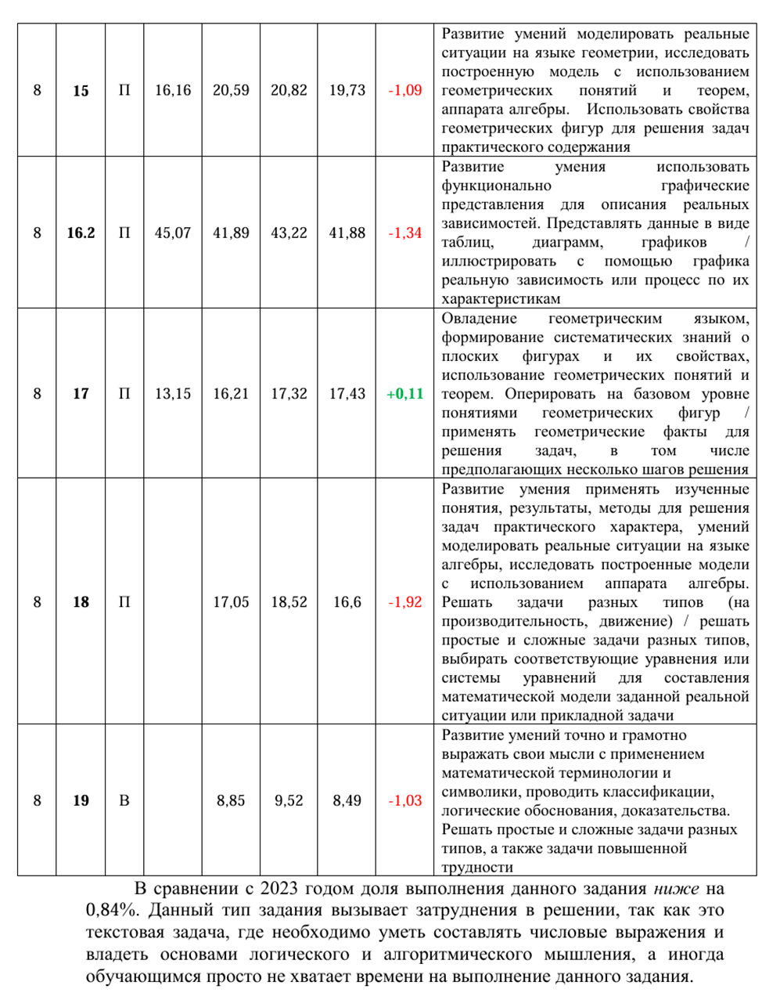 8 15 П 16,16 20,59 20,82 19,73 -1,09
Развитие умений моделировать реальные
ситуации на языке геометрии, исследовать
построенную модель с использованием
геометрических понятий и теорем,
аппарата алгебры. Использовать свойства
геометрических фигур для решения задач
практического содержания
8 16.2 П 45,07 41,89 43,22 41,88 -1,34
Развитие умения использовать
функционально графические
представления для описания реальных
зависимостей. Представлять данные в виде
таблиц, диаграмм, графиков /
иллюстрировать с помощью графика
реальную зависимость или процесс по их
характеристикам
8 17 П 13,15 16,21 17,32 17,43 +0,11
Овладение геометрическим языком,
формирование систематических знаний о
плоских фигурах и их свойствах,
использование геометрических понятий и
теорем. Оперировать на базовом уровне
понятиями геометрических фигур /
применять геометрические факты для
решения задач, в том числе
предполагающих несколько шагов решения
8 18 П 17,05 18,52 16,6 -1,92
Развитие умения применять изученные
понятия, результаты, методы для решения
задач практического характера, умений
моделировать реальные ситуации на языке
алгебры, исследовать построенные модели
с использованием аппарата алгебры.
Решать задачи разных типов (на
производительность, движение) / решать
простые и сложные задачи разных типов,
выбирать соответствующие уравнения или
системы уравнений для составления
математической модели заданной реальной
ситуации или прикладной задачи
8 19 В 8,85 9,52 8,49 -1,03
Развитие умений точно и грамотно
выражать свои мысли с применением
математической терминологии и
символики, проводить классификации,
логические обоснования, доказательства.
Решать простые и сложные задачи разных
типов, а также задачи повышенной
трудности
В сравнении с 2023 годом доля выполнения данного задания ниже на
0,84%. Данный тип задания вызывает затруднения в решении, так как это
текстовая задача, где необходимо уметь составлять числовые выражения и
владеть основами логического и алгоритмического мышления, а иногда
обучающимся просто не хватает времени на выполнение данного задания.